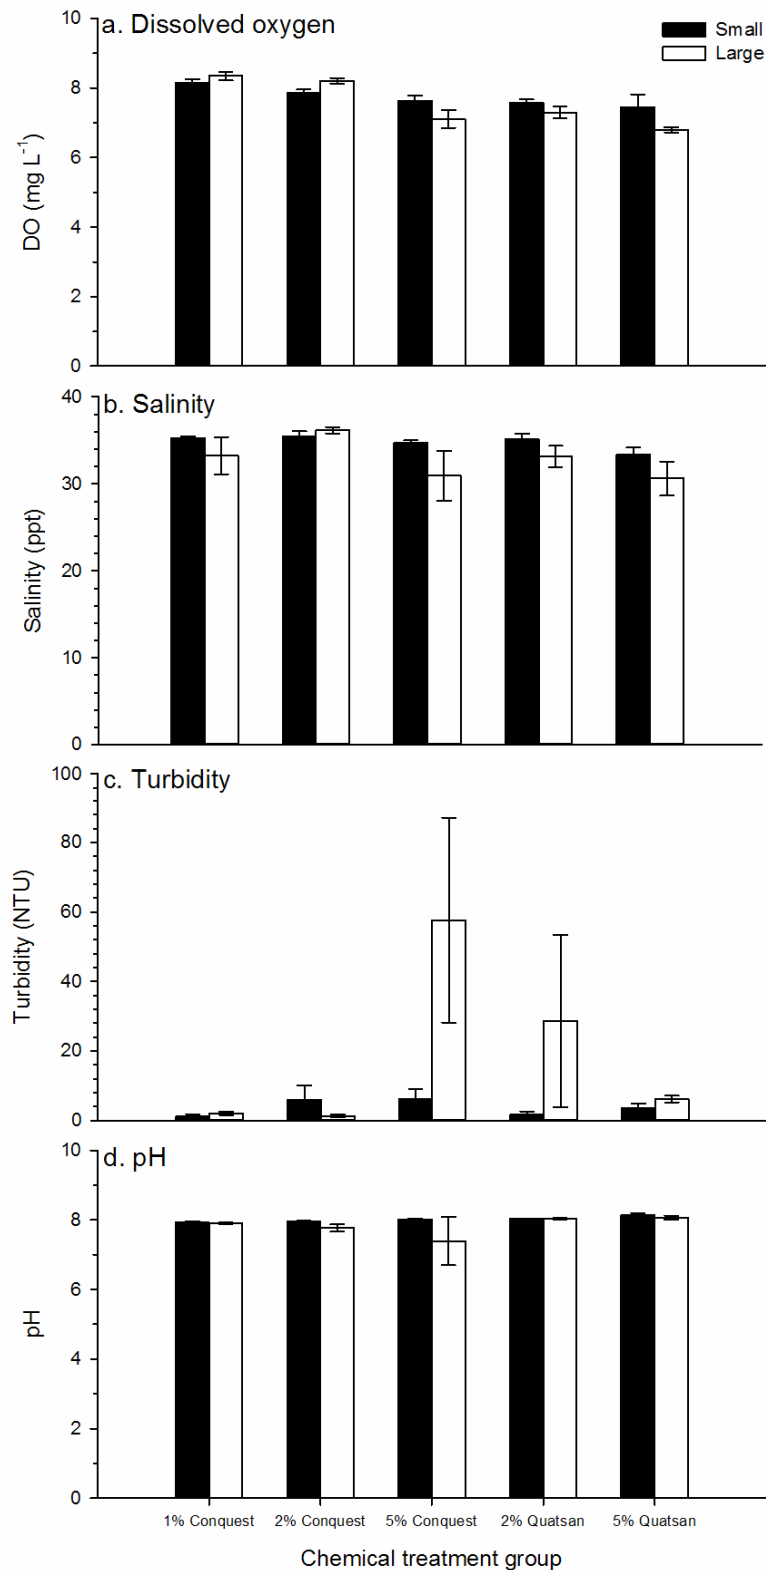 a. Dissolved oxygen
Small
Large
10
8
6
4
2
0
DO (mg L⁻¹)
b. Salinity
40
30
20
10
0
Salinity (ppt)
c. Turbidity
100
80
60
40
20
0
Turbidity (NTU)
d. pH
10
8
6
4
2
0
pH
1% Conquest 2% Conquest 5% Conquest 2% Quatsan 5% Quatsan
Chemical treatment group